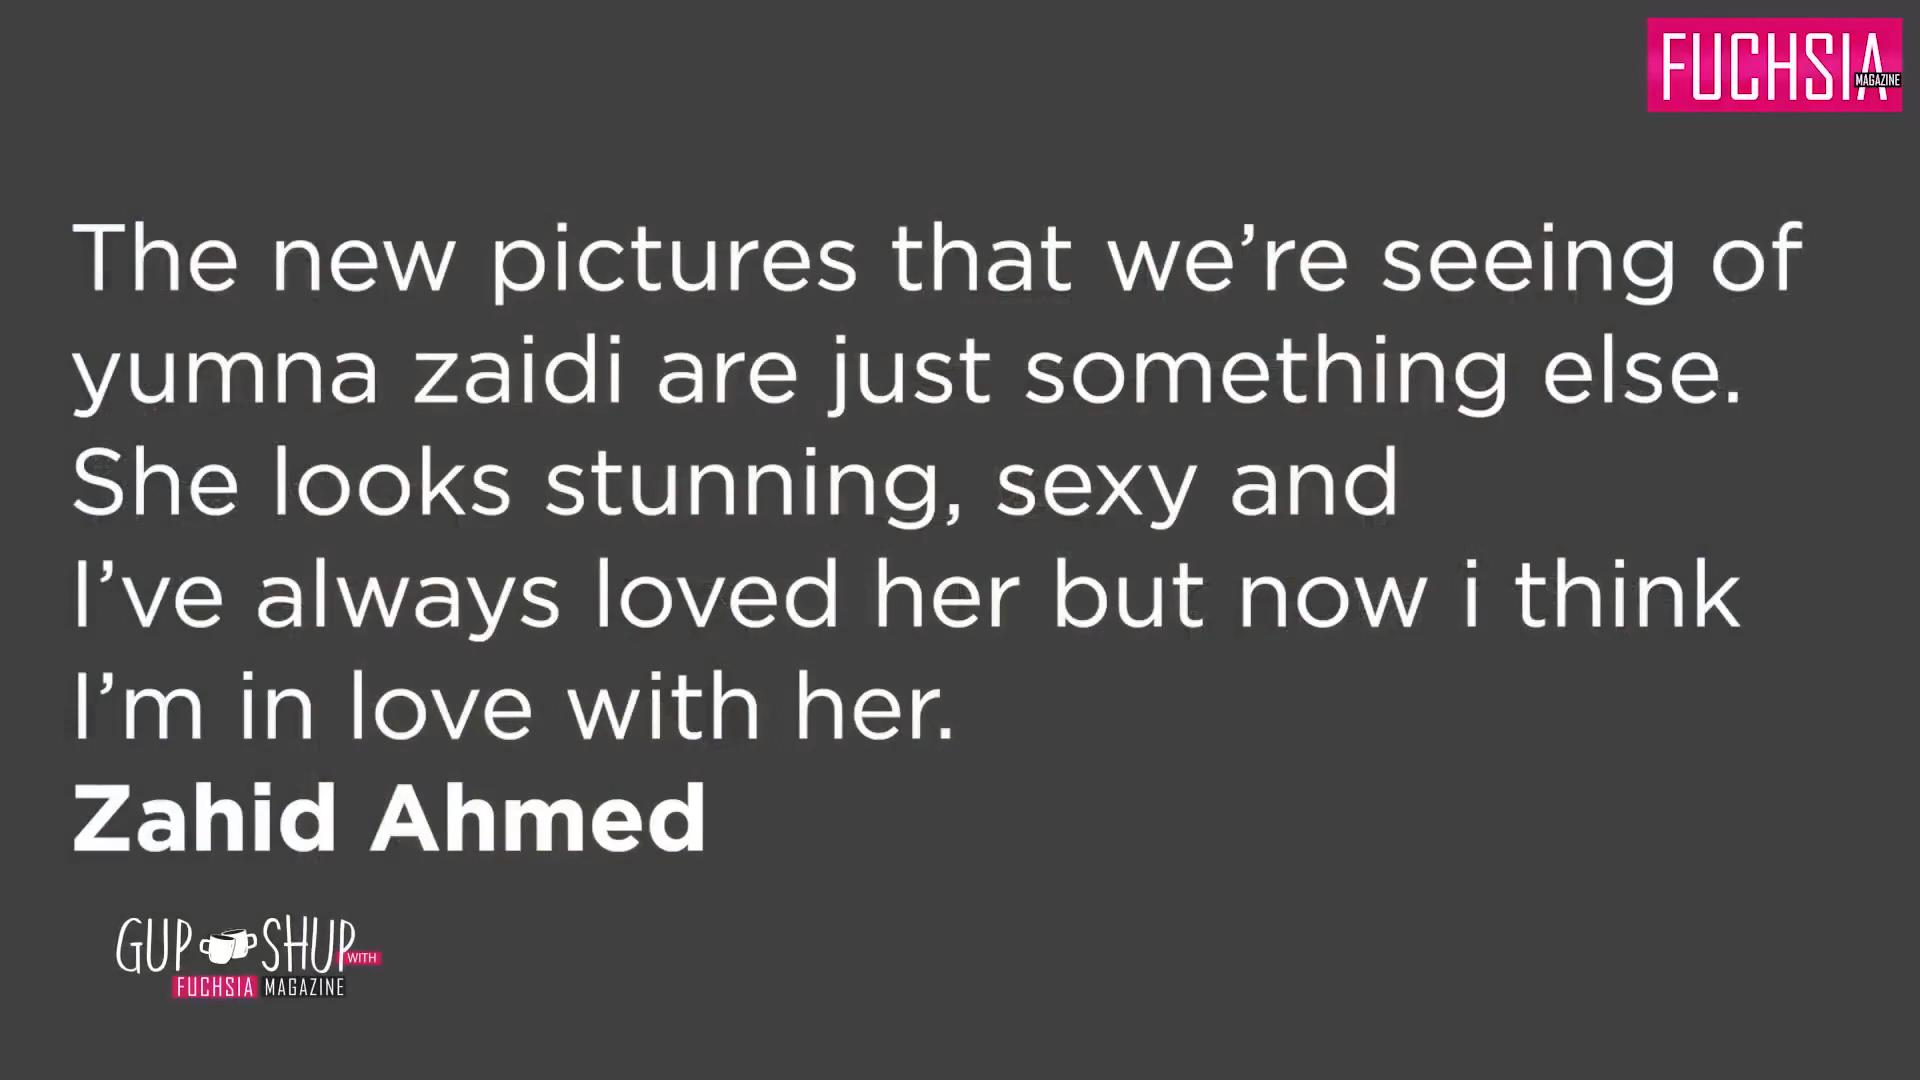 FUCHSIA
MAGAZINE
The new pictures that we’re seeing of
yumna zaidi are just something else.
She looks stunning, sexy and
I’ve always loved her but now i think
I’m in love with her.
Zahid Ahmed
GUP SHUP
WITH
FUCHSIA MAGAZINE